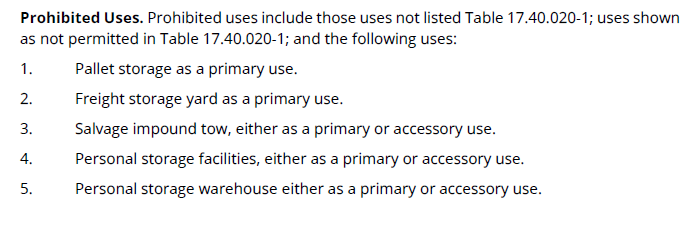 Prohibited Uses. Prohibited uses include those uses not listed Table 17.40.020-1; uses shown
as not permitted in Table 17.40.020-1; and the following uses:
1. Pallet storage as a primary use.
2. Freight storage yard as a primary use.
3. Salvage impound tow, either as a primary or accessory use.
4. Personal storage facilities, either as a primary or accessory use.
5. Personal storage warehouse either as a primary or accessory use.